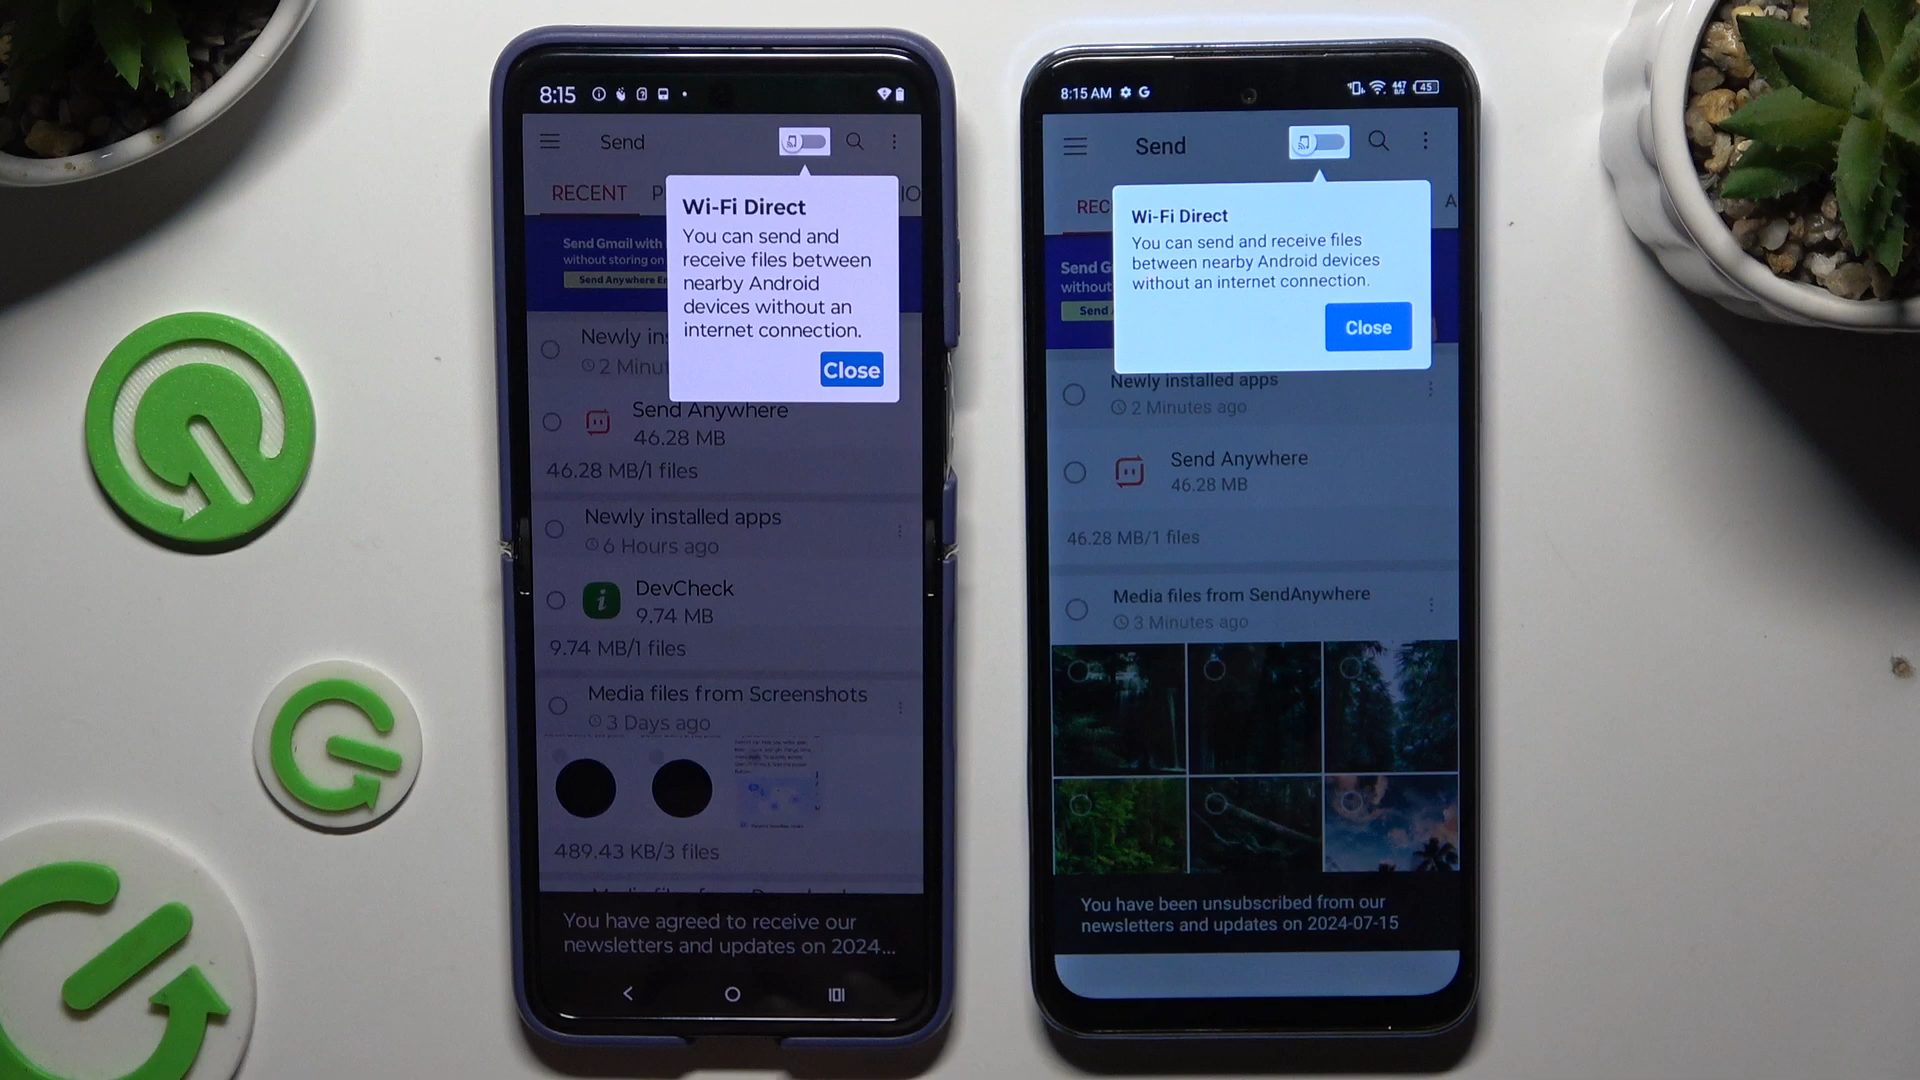 8:15
Send
RECENT
Wi-Fi Direct
You can send and
receive files between
nearby Android
devices without an
internet connection.
Close
Send Gmail with
without storing on
Send Anywhere
Newly
Send Anywhere
46.28 MB
46.28 MB/1 files
Newly installed apps
6 Hours ago
DevCheck
9.74 MB
9.74 MB/1 files
Media files from Screenshots
3 Days ago
489.43 KB/3 files
You have agreed to receive our
newsletters and updates on 2024...
8:15 AM
G
447
B/S
45
Send
REC
A
Wi-Fi Direct
You can send and receive files
between nearby Android devices
without an internet connection.
Close
Send G
without
Send
Newly installed apps
2 Minutes ago
Send Anywhere
46.28 MB
46.28 MB/1 files
Media files from SendAnywhere
3 Minutes ago
You have been unsubscribed from our
newsletters and updates on 2024-07-15